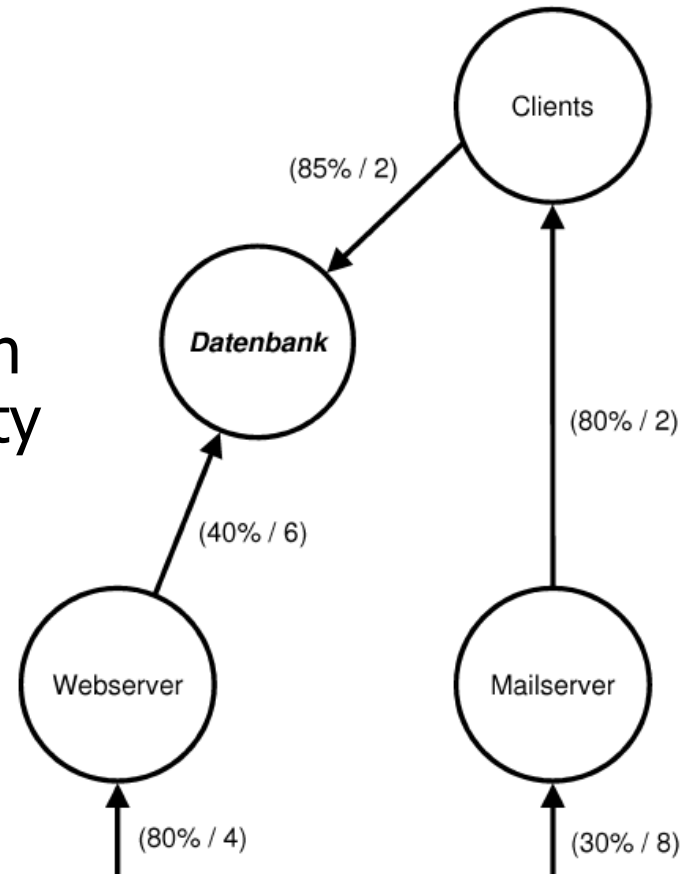 Clients
(85% / 2)
Datenbank
(80% / 2)
(40% / 6)
Webserver
Mailserver
(80% / 4)
(30% / 8)